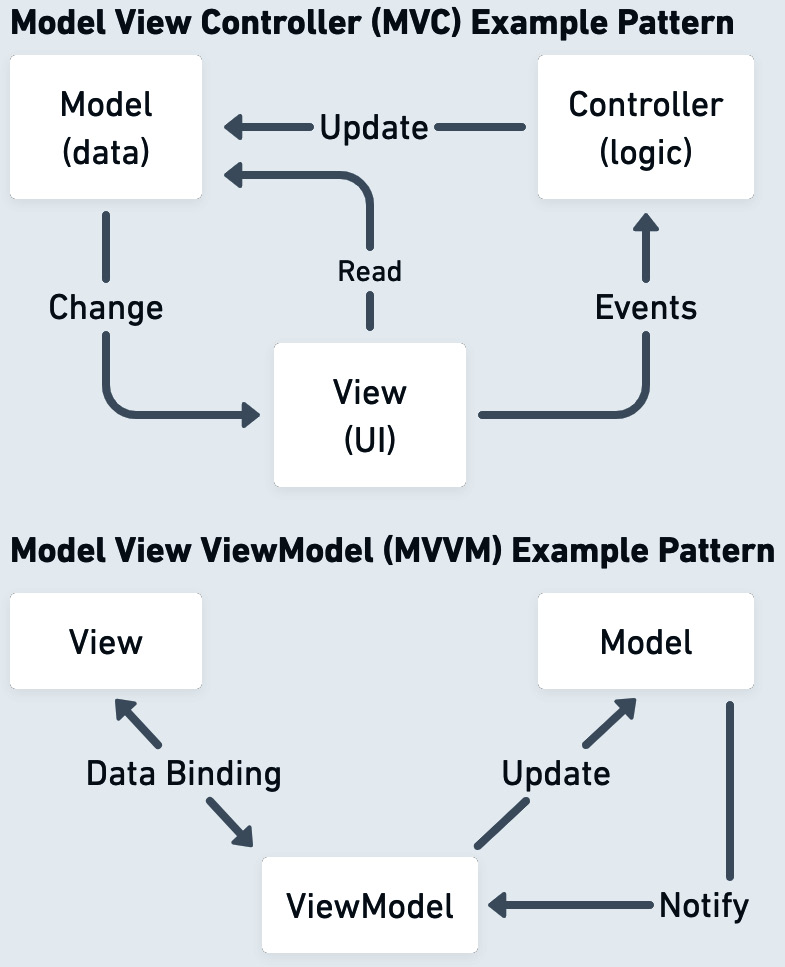 Model View Controller (MVC) Example Pattern
Model
(data)
Update
Controller
(logic)
Read
Change
Events
View
(UI)
Model View ViewModel (MVVM) Example Pattern
View
Model
Data Binding
Update
ViewModel
Notify